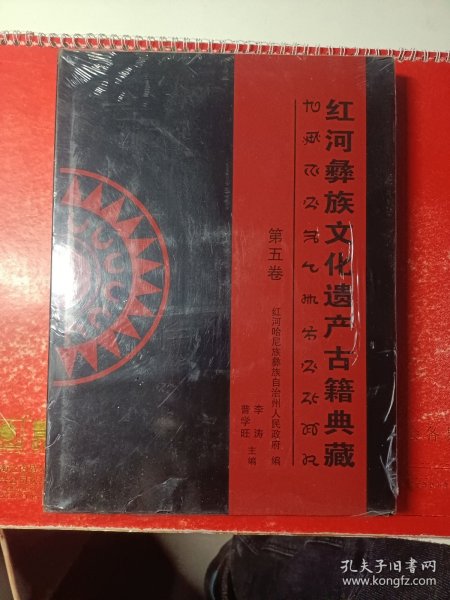 红河彝族文化遗产古籍典藏
第五卷
红河哈尼族彝族自治州人民政府 编
李涛
曹学旺
主编
孔夫子旧书网
www.kongfz.com